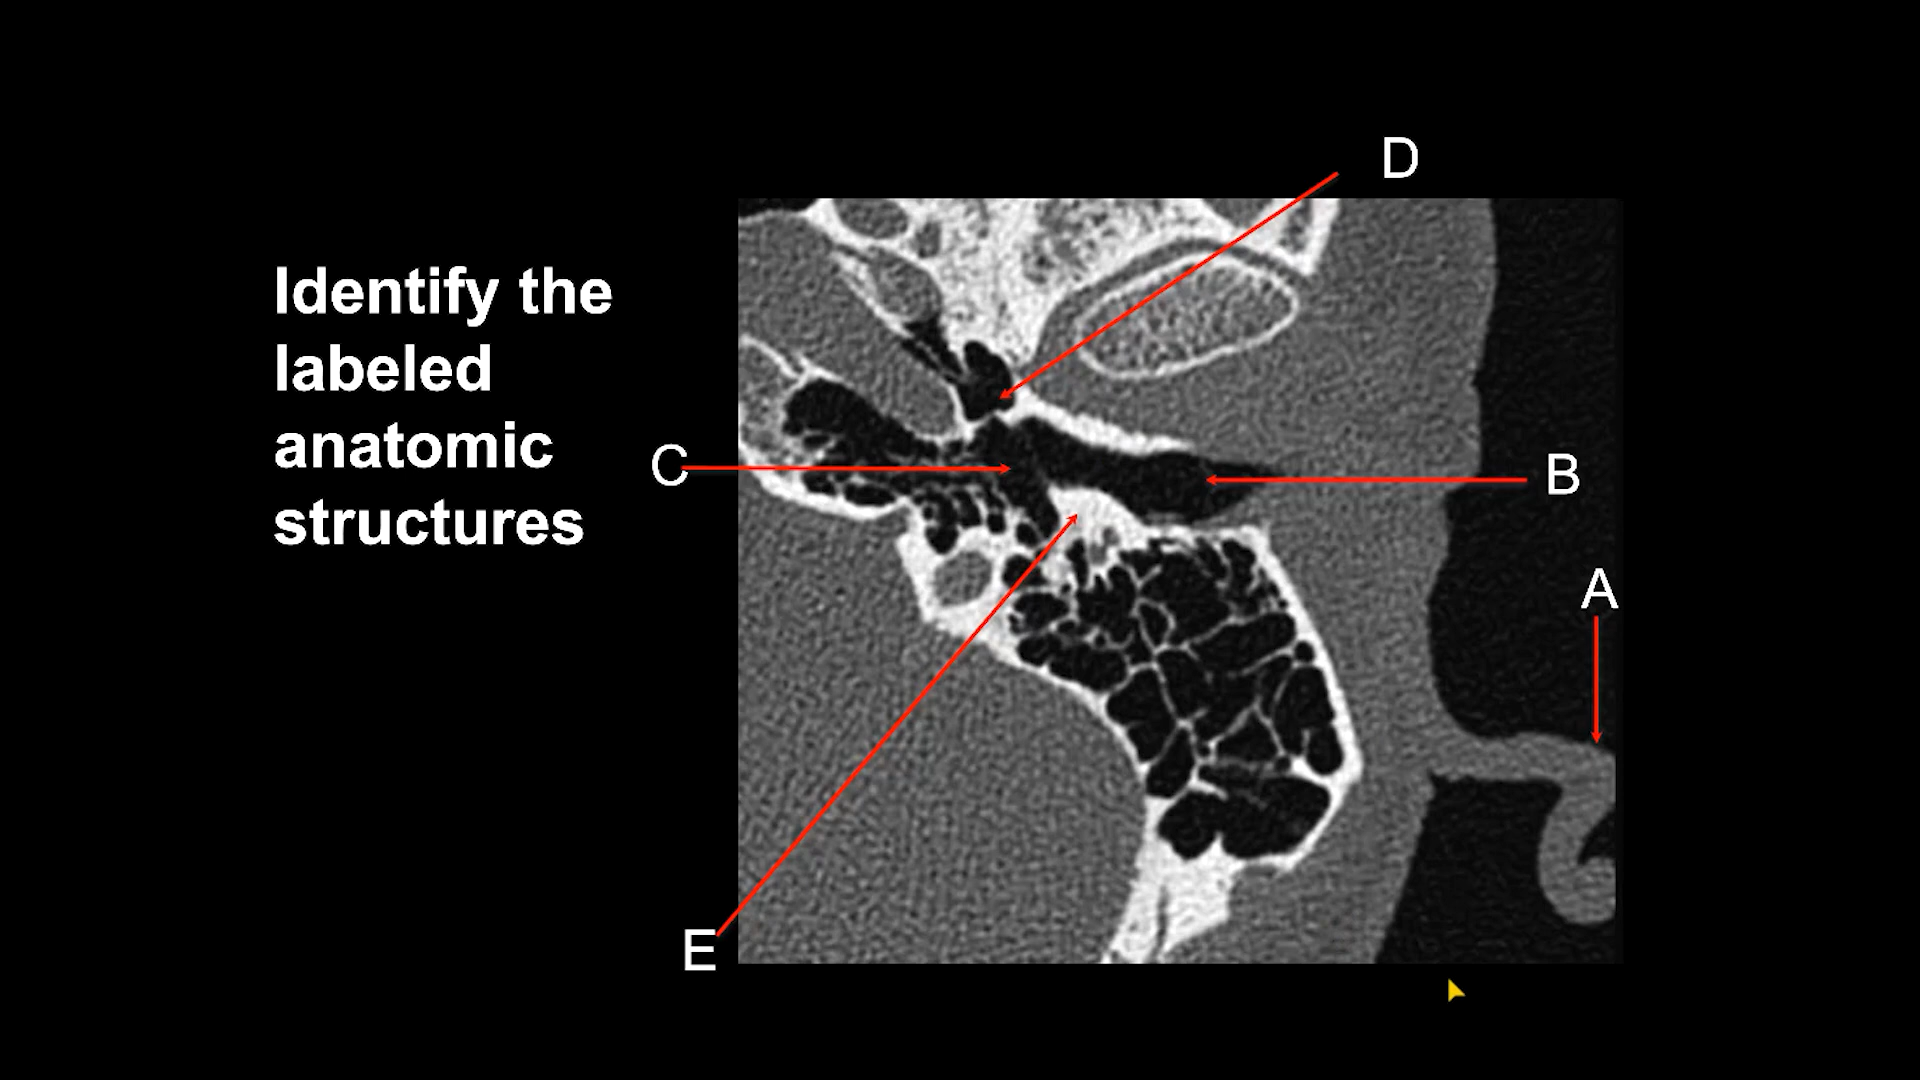 D
Identify the
labeled
anatomic
structures
C
B
A
E